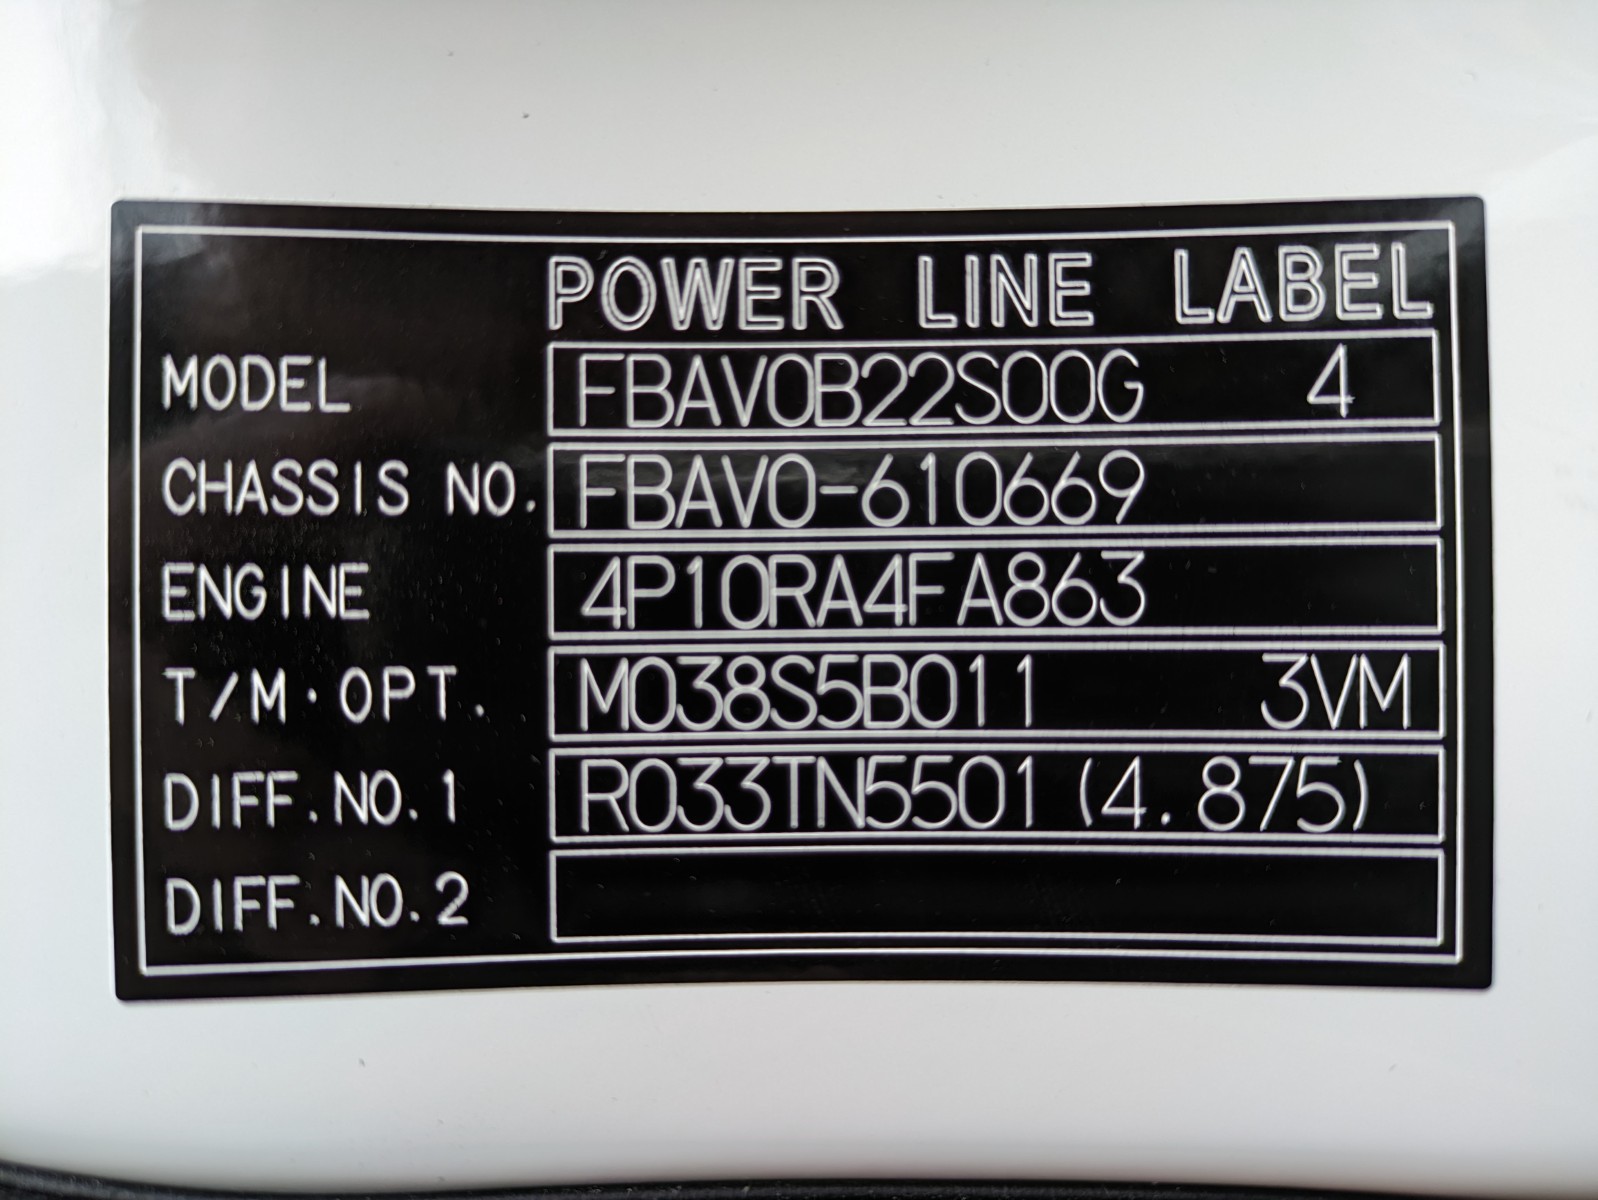 POWER LINE LABEL
MODEL FBAV0B22S00G 4
CHASSIS NO. FBAV0-610669
ENGINE 4P10RA4FA863
T/M·OPT. M038S5B011 3VM
DIFF.NO.1 R033TN5501(4.875)
DIFF.NO.2